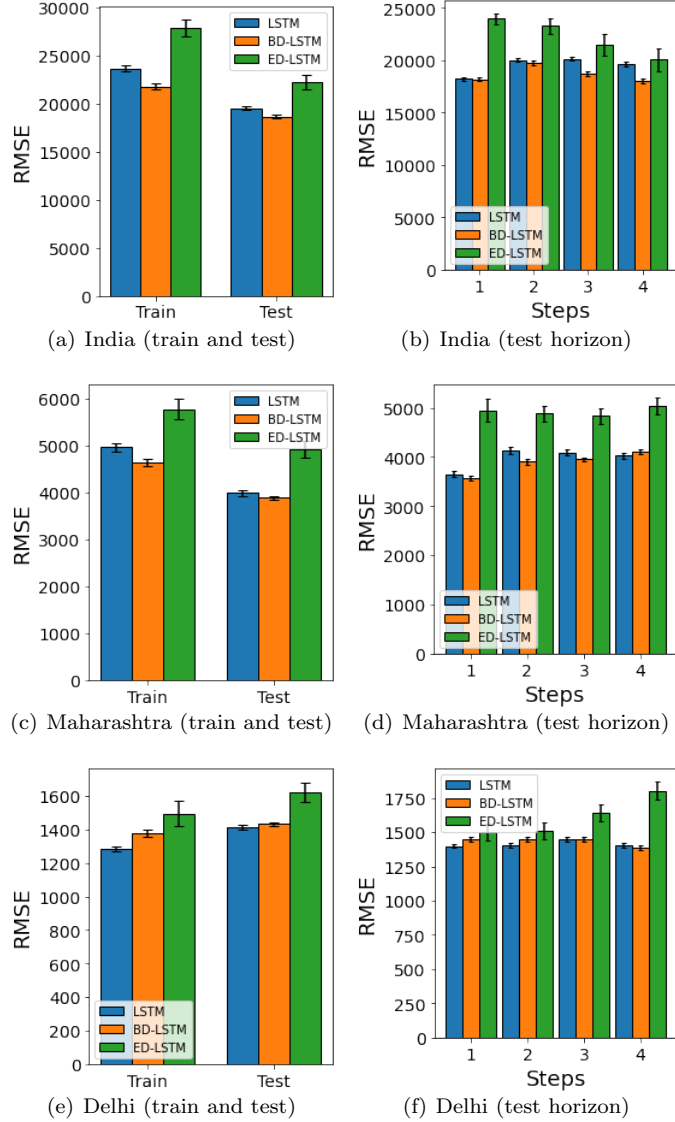 30000
25000
20000
15000
10000
5000
0
RMSE
LSTM
BD-LSTM
ED-LSTM
Train
Test
(a) India (train and test)
25000
20000
15000
10000
5000
0
RMSE
LSTM
BD-LSTM
ED-LSTM
1 2 3 4
Steps
(b) India (test horizon)
6000
5000
4000
3000
2000
1000
0
RMSE
LSTM
BD-LSTM
ED-LSTM
Train
Test
(c) Maharashtra (train and test)
5000
4000
3000
2000
1000
0
RMSE
LSTM
BD-LSTM
ED-LSTM
1 2 3 4
Steps
(d) Maharashtra (test horizon)
1600
1400
1200
1000
800
600
400
200
0
RMSE
LSTM
BD-LSTM
ED-LSTM
Train
Test
(e) Delhi (train and test)
1750
1500
1250
1000
750
500
250
0
RMSE
LSTM
BD-LSTM
ED-LSTM
1 2 3 4
Steps
(f) Delhi (test horizon)